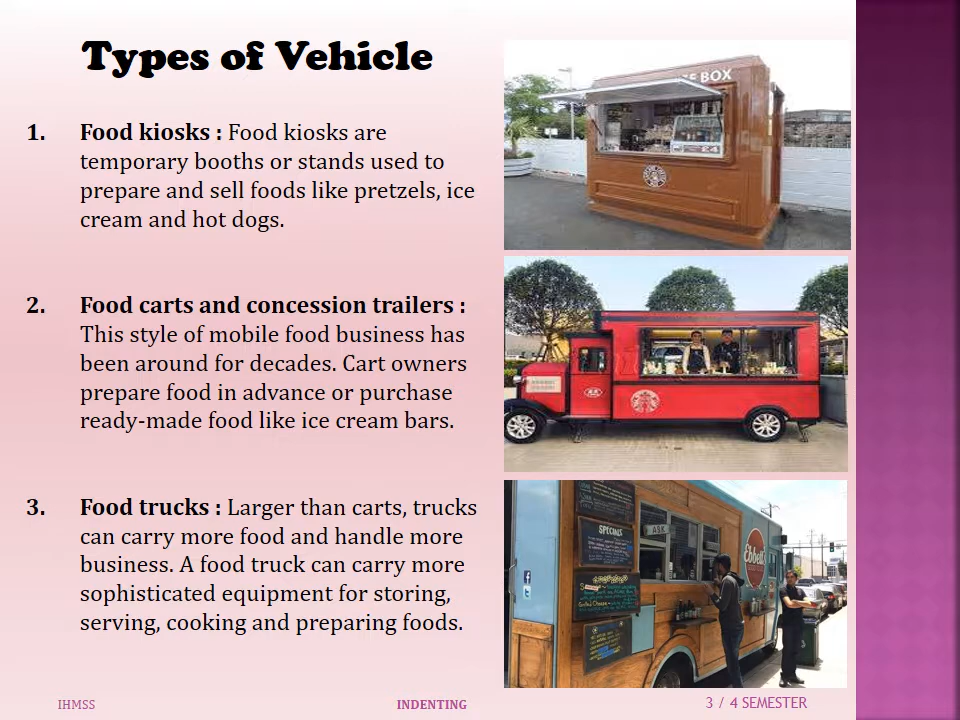 Types of Vehicle
1. Food kiosks : Food kiosks are
temporary booths or stands used to
prepare and sell foods like pretzels, ice
cream and hot dogs.
2. Food carts and concession trailers :
This style of mobile food business has
been around for decades. Cart owners
prepare food in advance or purchase
ready-made food like ice cream bars.
3. Food trucks : Larger than carts, trucks
can carry more food and handle more
business. A food truck can carry more
sophisticated equipment for storing,
serving, cooking and preparing foods.
BOX
SPECIALS
ASK
Ebbett's
IHMSS
INDENTING
3 / 4 SEMESTER